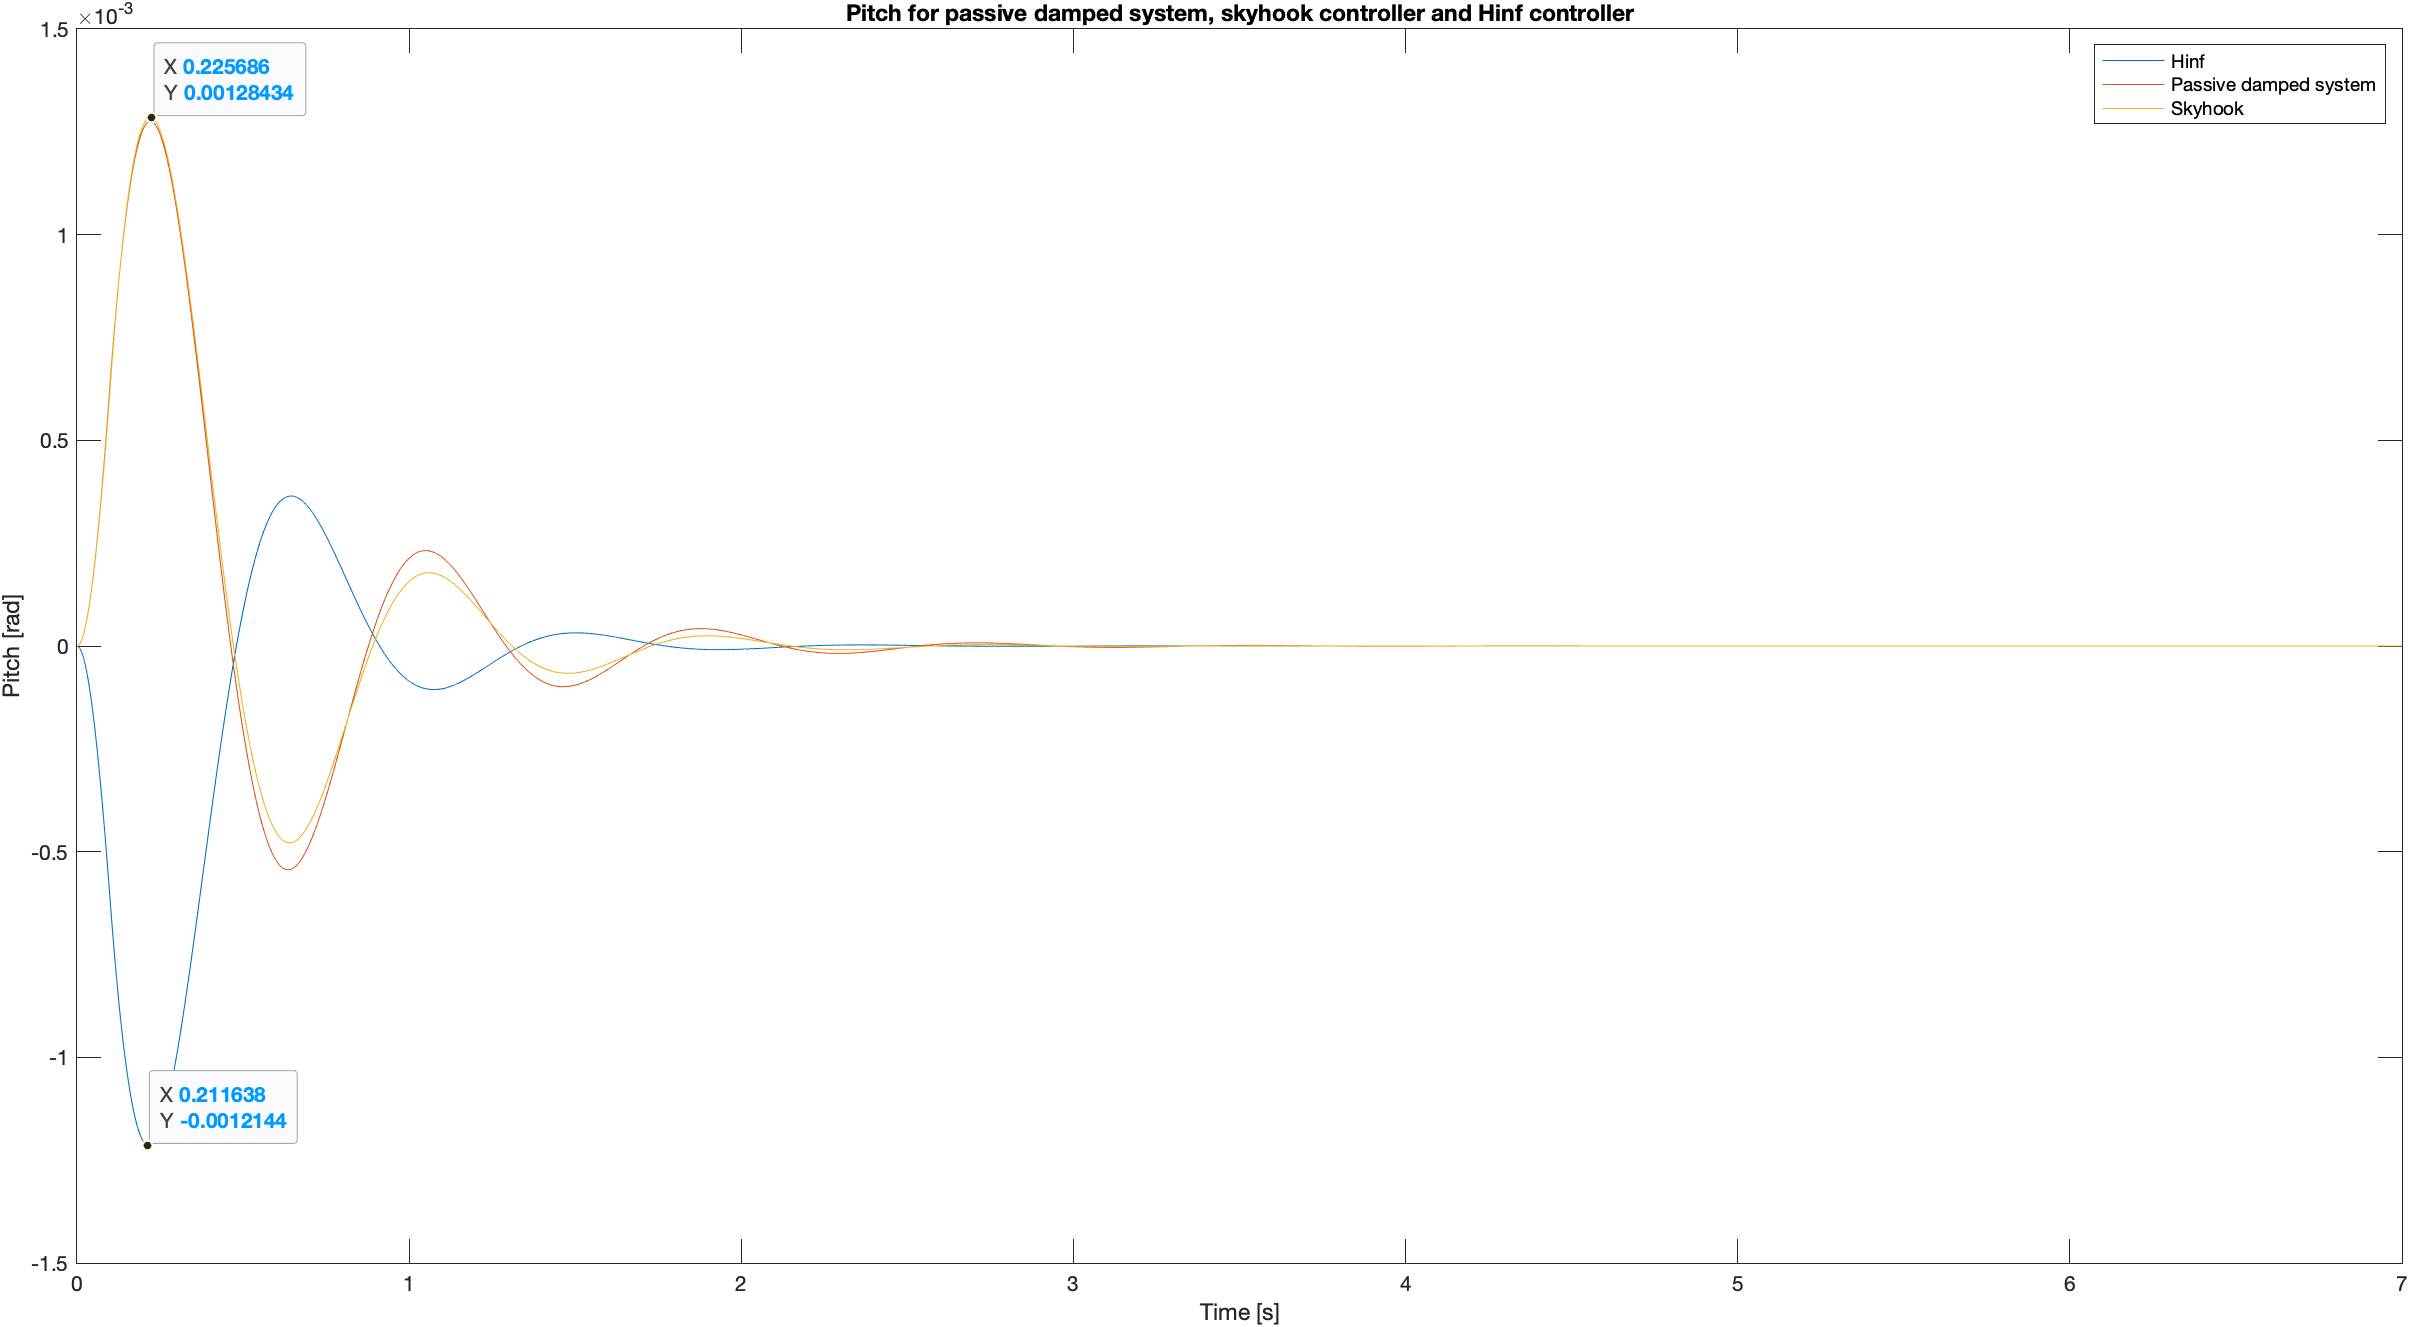 Pitch for passive damped system, skyhook controller and Hinf controller
×10-3
1.5
1
0.5
0
-0.5
-1
-1.5
Pitch [rad]
X 0.225686
Y 0.00128434
X 0.211638
Y -0.0012144
Hinf
Passive damped system
Skyhook
0 1 2 3 4 5 6 7
Time [s]